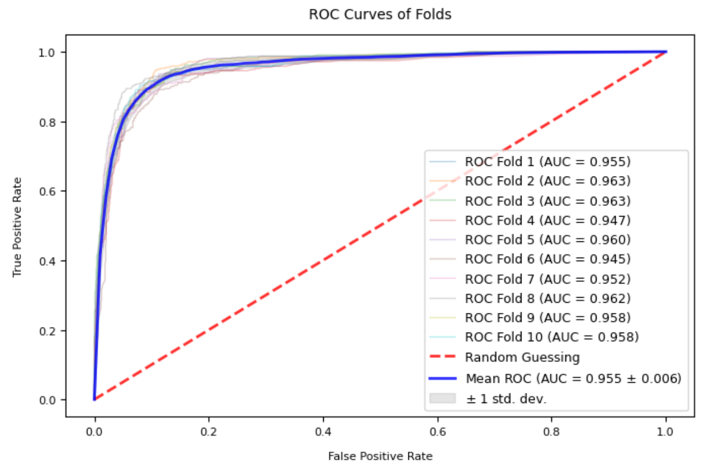 ROC Curves of Folds
True Positive Rate
1.0
0.8
0.6
0.4
0.2
0.0
ROC Fold 1 (AUC = 0.955)
ROC Fold 2 (AUC = 0.963)
ROC Fold 3 (AUC = 0.963)
ROC Fold 4 (AUC = 0.947)
ROC Fold 5 (AUC = 0.960)
ROC Fold 6 (AUC = 0.945)
ROC Fold 7 (AUC = 0.952)
ROC Fold 8 (AUC = 0.962)
ROC Fold 9 (AUC = 0.958)
ROC Fold 10 (AUC = 0.958)
Random Guessing
Mean ROC (AUC = 0.955 ± 0.006)
± 1 std. dev.
0.0
0.2
0.4
0.6
0.8
1.0
False Positive Rate